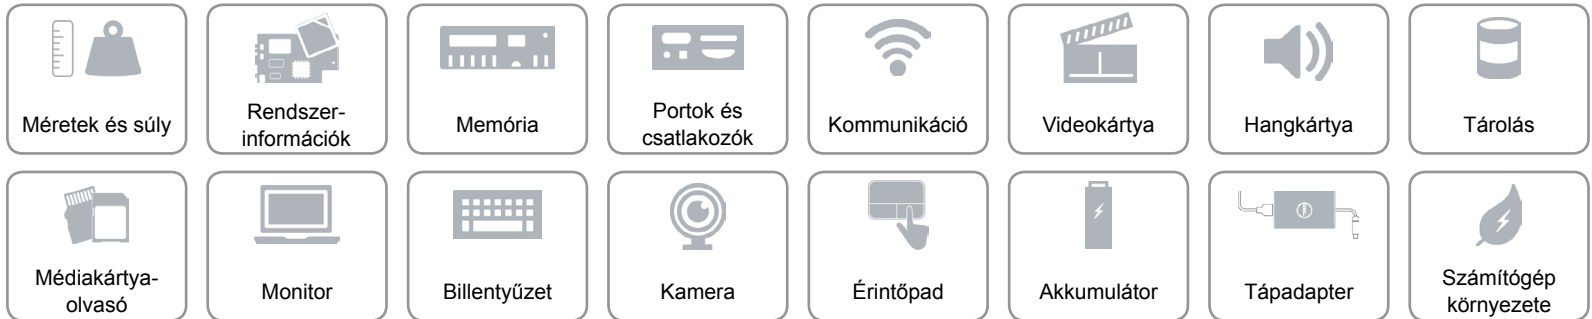 Méretek és súly
Rendszer-
információk
Memória
Portok és
csatlakozók
Kommunikáció
Videokártya
Hangkártya
Tárolás
Médiakártya-
olvasó
Monitor
Billentyűzet
Kamera
Érintőpad
Akkumulátor
Tápadapter
Számítógép
környezete